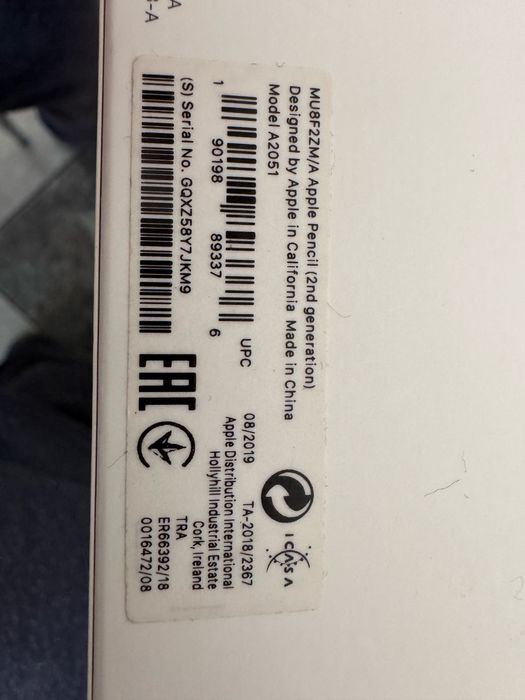 A
3-A
MU8F2ZM/A Apple Pencil (2nd generation)
Designed by Apple in California Made in China
Model A2051
1 90198 89337 6
UPC
(S) Serial No. GQXZ58Y7JKM9
EAC
08/2019 TA-2018/2367
Apple Distribution International
Hollyhill Industrial Estate
Cork, Ireland
ICASA
TRA
ER66392/18
0016472/08